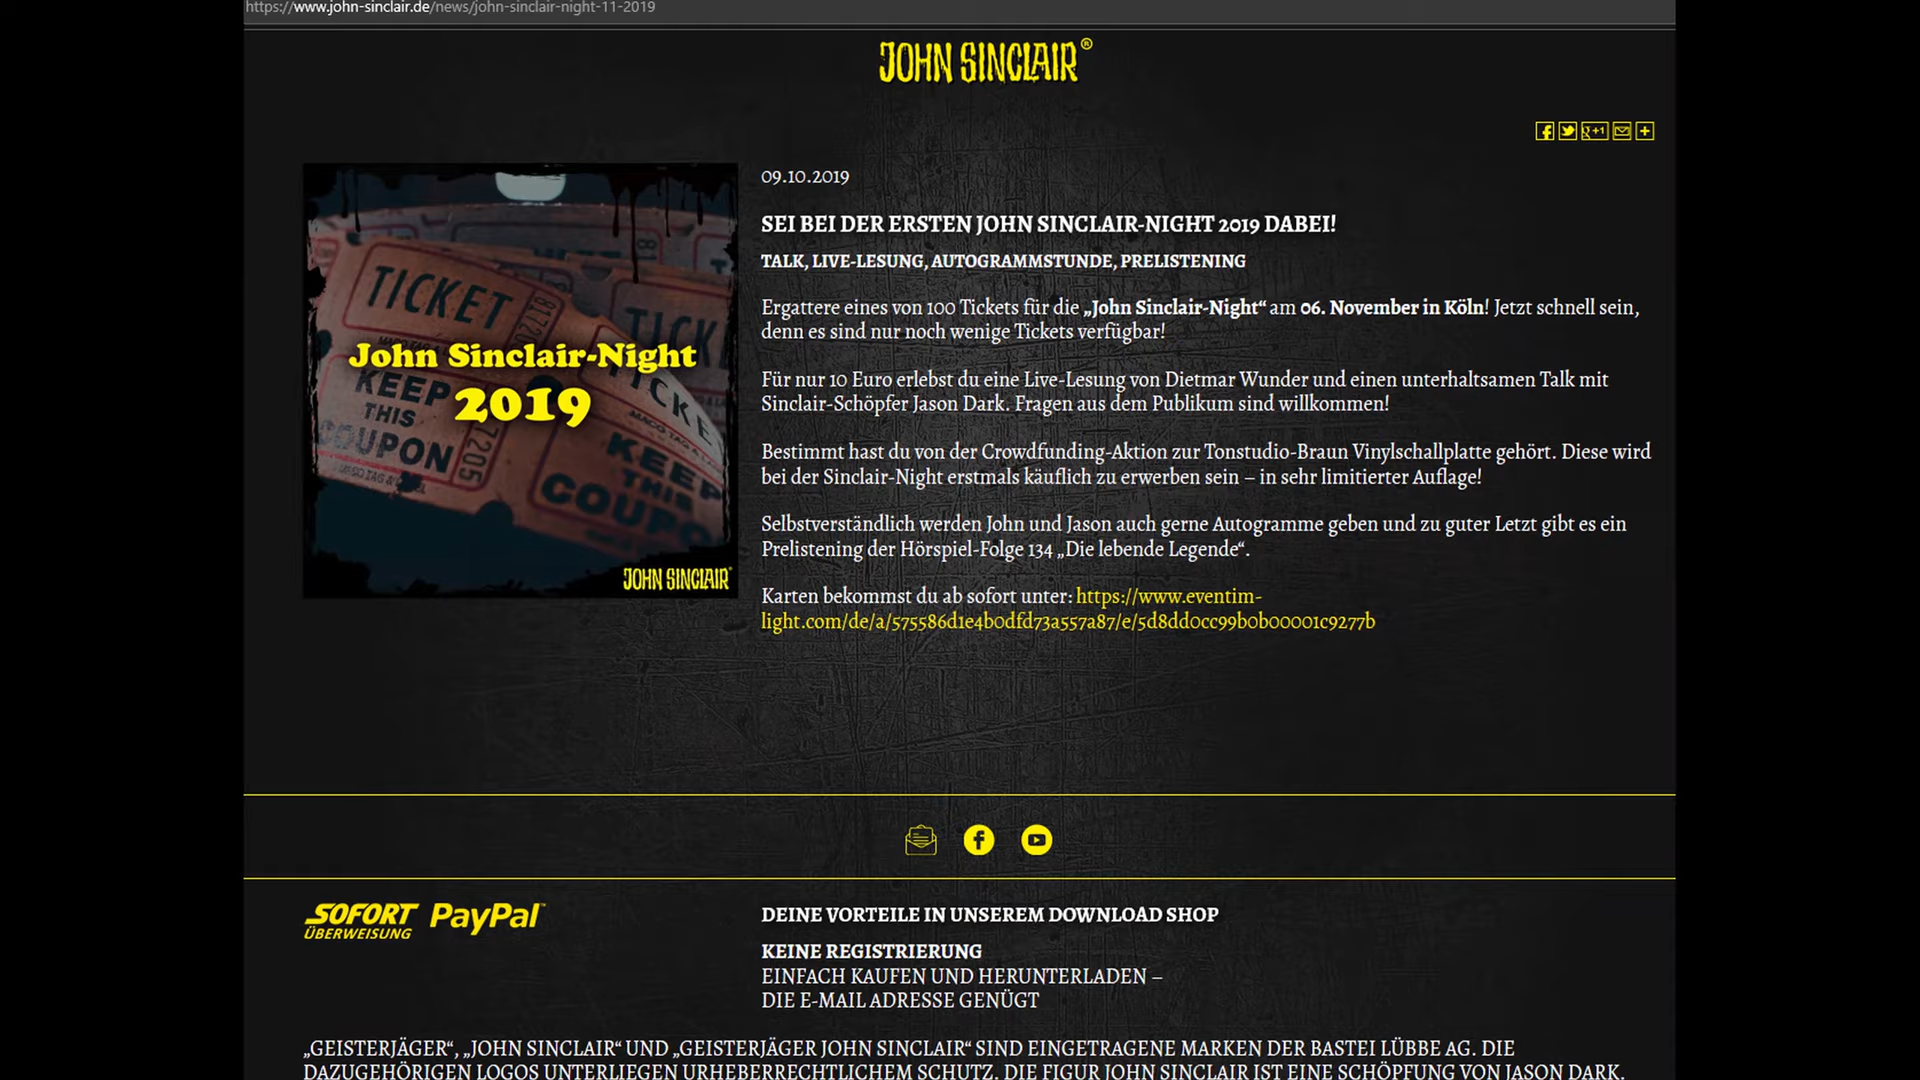 https://www.john-sinclair.de/news/john-sinclair-night-11-2019
JOHN SINCLAIR®
g+1
09.10.2019
SEI BEI DER ERSTEN JOHN SINCLAIR-NIGHT 2019 DABEI!
TALK, LIVE-LESUNG, AUTOGRAMMSTUNDE, PRELISTENING
Ergattere eines von 100 Tickets für die „John Sinclair-Night“ am 06. November in Köln! Jetzt schnell sein,
denn es sind nur noch wenige Tickets verfügbar!
Für nur 10 Euro erlebst du eine Live-Lesung von Dietmar Wunder und einen unterhaltsamen Talk mit
Sinclair-Schöpfer Jason Dark. Fragen aus dem Publikum sind willkommen!
Bestimmt hast du von der Crowdfunding-Aktion zur Tonstudio-Braun Vinylschallplatte gehört. Diese wird
bei der Sinclair-Night erstmals käuflich zu erwerben sein – in sehr limitierter Auflage!
Selbstverständlich werden John und Jason auch gerne Autogramme geben und zu guter Letzt gibt es ein
Prelistening der Hörspiel-Folge 134 „Die lebende Legende“.
Karten bekommst du ab sofort unter: https://www.eventim-
light.com/de/a/575586d1e4b0dfd73a557a87/e/5d8dd0cc99b0b00001c9277b
TICKET
John Sinclair-Night
2019
KEEP
THIS
COUPON
TICKET
KEEP
THIS
COUPO
JOHN SINCLAIR
SOFORT
ÜBERWEISUNG
PayPal™
DEINE VORTEILE IN UNSEREM DOWNLOAD SHOP
KEINE REGISTRIERUNG
EINFACH KAUFEN UND HERUNTERLADEN –
DIE E-MAIL ADRESSE GENÜGT
„GEISTERJÄGER“, „JOHN SINCLAIR“ UND „GEISTERJÄGER JOHN SINCLAIR“ SIND EINGETRAGENE MARKEN DER BASTEI LÜBBE AG. DIE
DAZUGEHÖRIGEN LOGOS UNTERLIEGEN URHEBERRECHTLICHEM SCHUTZ. DIE FIGUR JOHN SINCLAIR IST EINE SCHÖPFUNG VON JASON DARK.